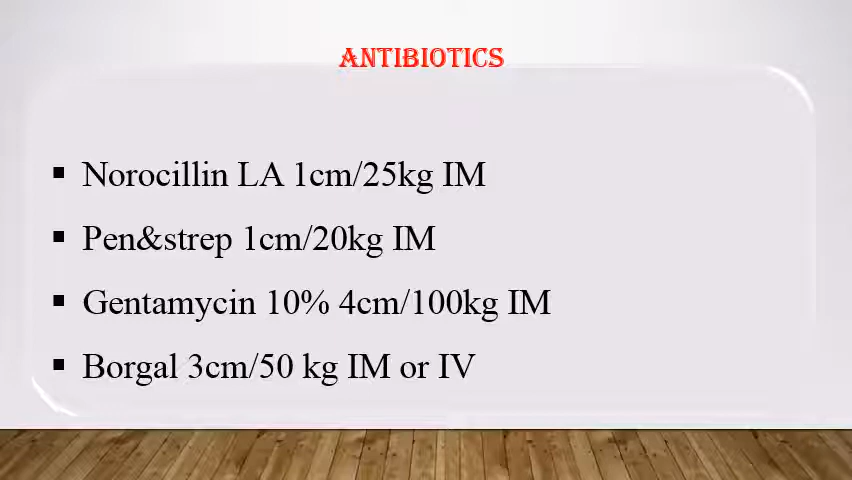 ANTIBIOTICS
▪ Norocillin LA 1cm/25kg IM
▪ Pen&strep 1cm/20kg IM
▪ Gentamycin 10% 4cm/100kg IM
▪ Borgal 3cm/50 kg IM or IV